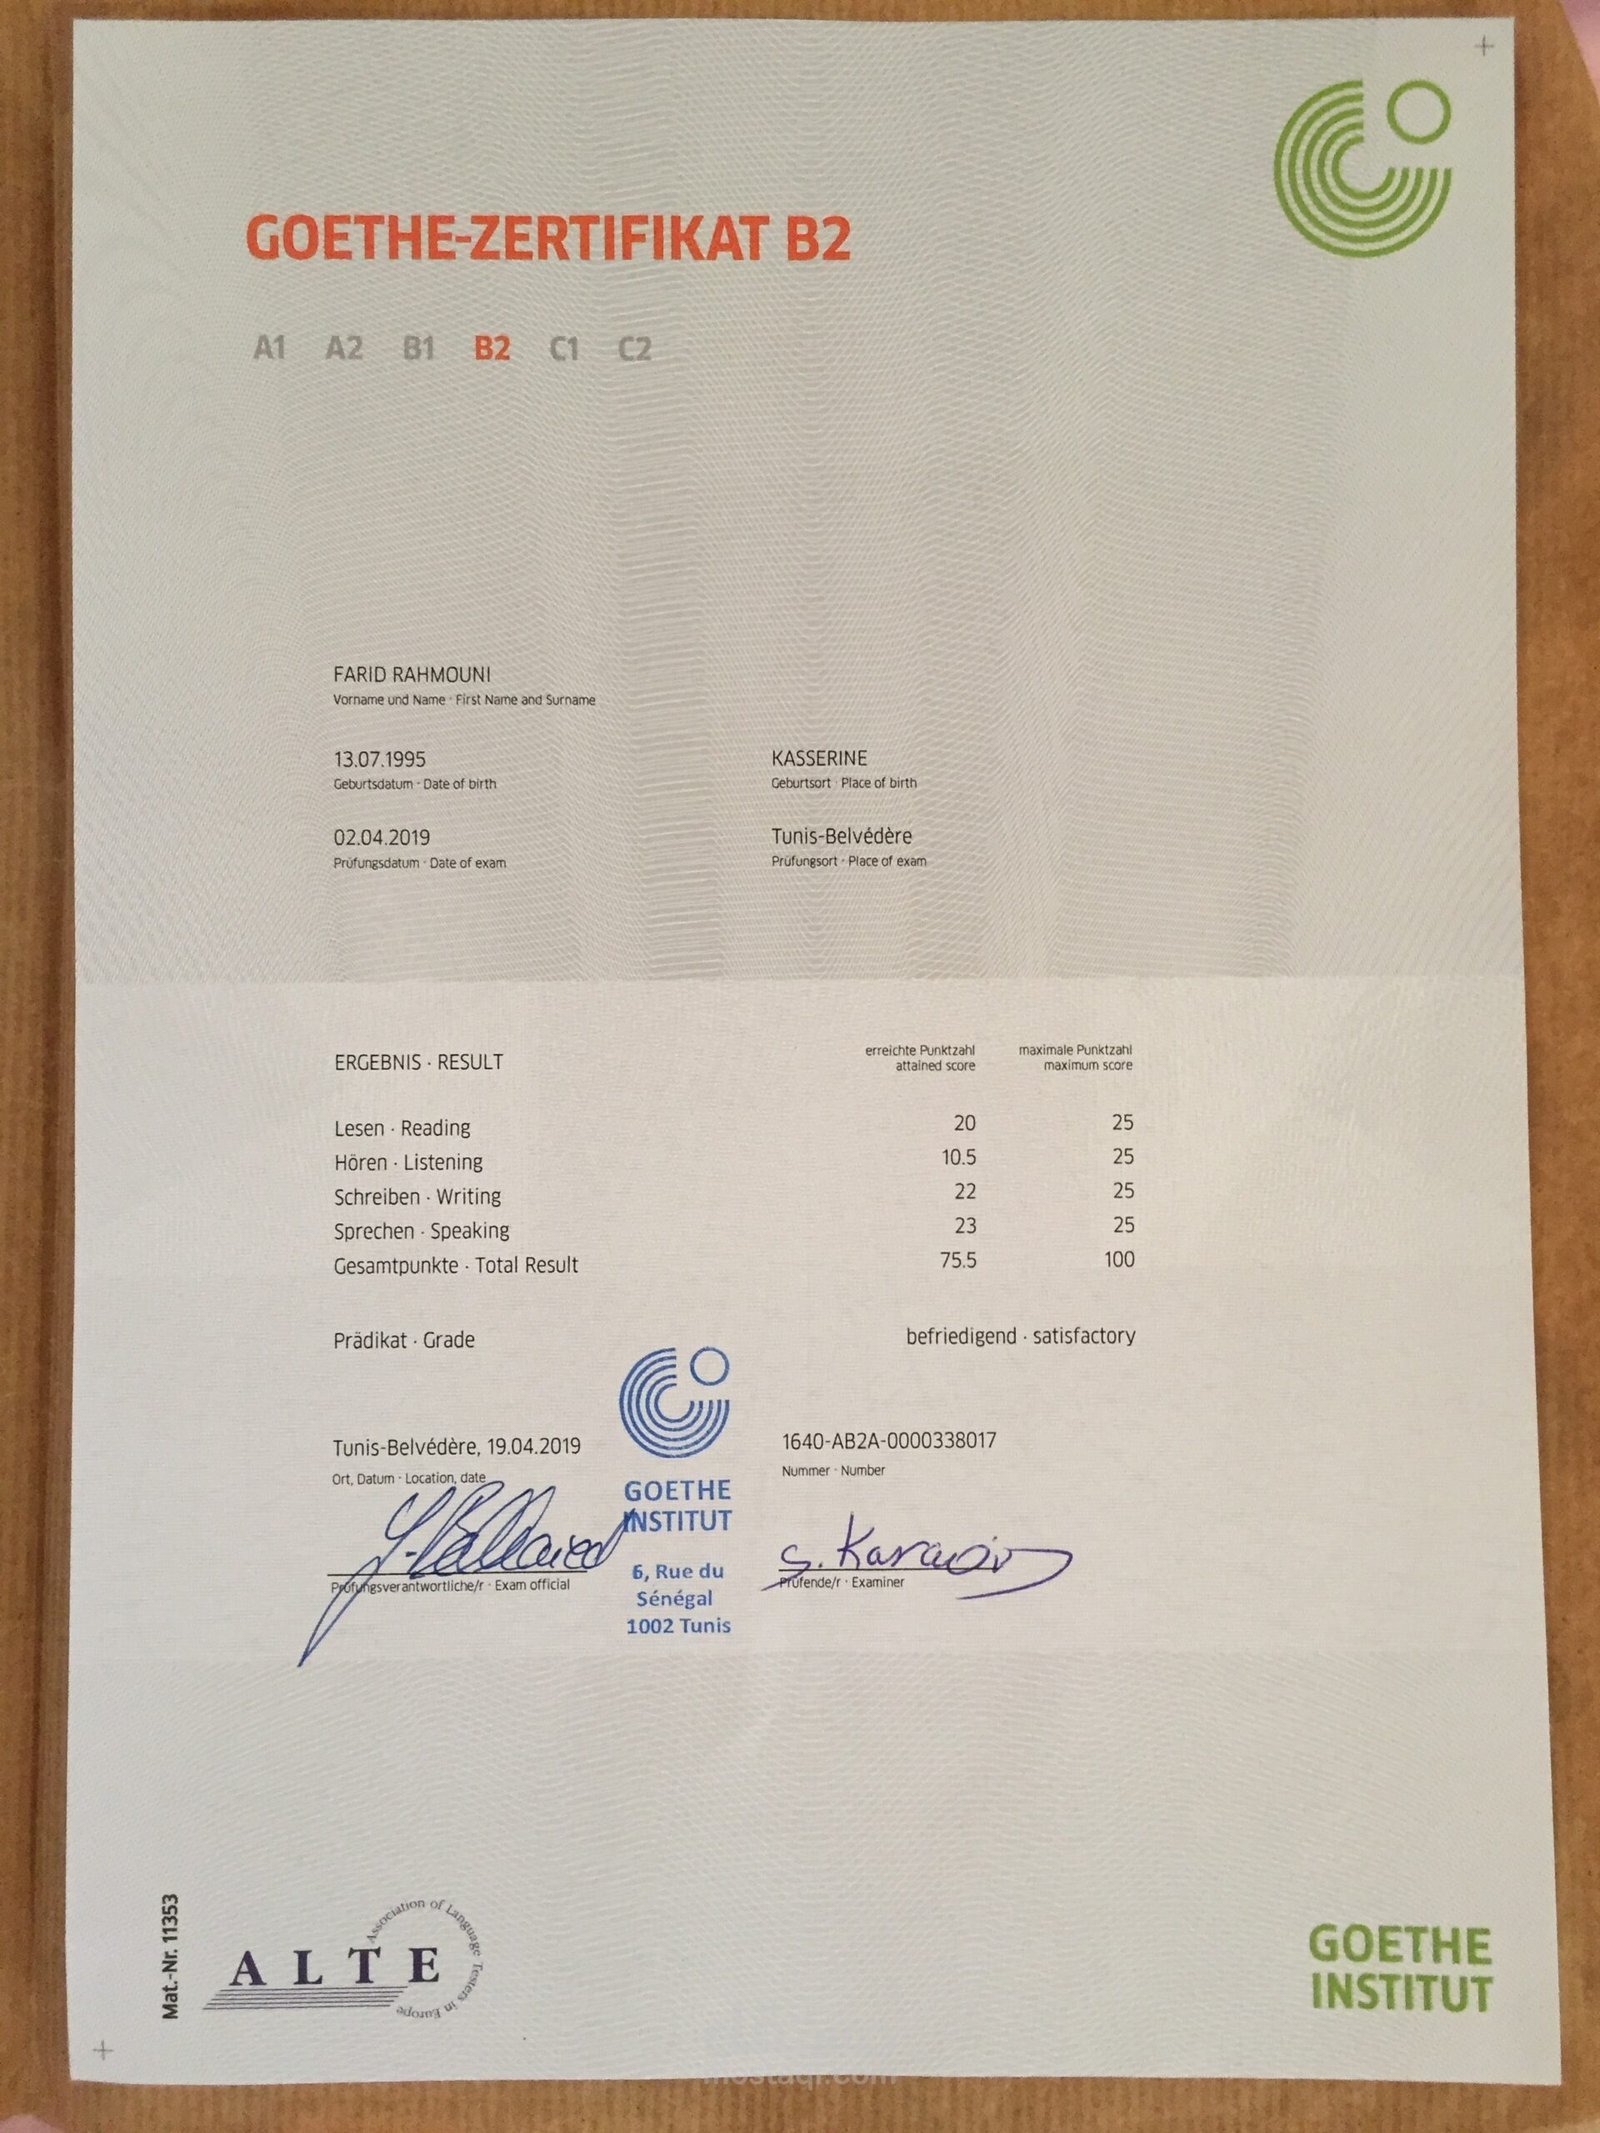 GOETHE-ZERTIFIKAT B2
A1 A2 B1 B2 C1 C2
FARID RAHMOUNI
Vorname und Name · First Name and Surname
13.07.1995 KASSERINE
Geburtsdatum · Date of birth Geburtsort · Place of birth
02.04.2019 Tunis-Belvédère
Prüfungsdatum · Date of exam Prüfungsort · Place of exam
erreichte Punktzahl maximale Punktzahl
ERGEBNIS · RESULT attained score maximum score
Lesen · Reading 20 25
Hören · Listening 10.5 25
Schreiben · Writing 22 25
Sprechen · Speaking 23 25
Gesamtpunkte · Total Result 75.5 100
Prädikat · Grade befriedigend · satisfactory
Tunis-Belvédère, 19.04.2019 1640-AB2A-0000338017
Ort, Datum · Location, date Nummer · Number
GOETHE
INSTITUT
6, Rue du
Sénégal
1002 Tunis
Prüfungsverantwortliche/r · Exam official Prüfende/r · Examiner
Mat.-Nr. 11353
ALTE
Association of Language Testers in Europe
GOETHE
INSTITUT
mostaql.com